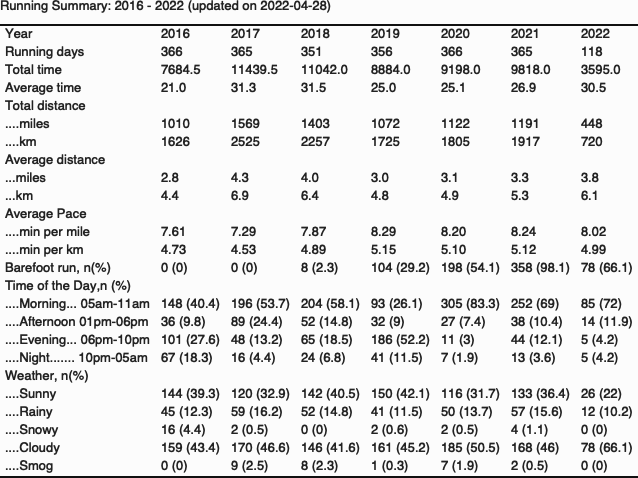 Running Summary: 2016 - 2022 (updated on 2022-04-28)
Year 2016 2017 2018 2019 2020 2021 2022
Running days 366 365 351 356 366 365 118
Total time 7684.5 11439.5 11042.0 8884.0 9198.0 9818.0 3595.0
Average time 21.0 31.3 31.5 25.0 25.1 26.9 30.5
Total distance
....miles 1010 1569 1403 1072 1122 1191 448
....km 1626 2525 2257 1725 1805 1917 720
Average distance
...miles 2.8 4.3 4.0 3.0 3.1 3.3 3.8
...km 4.4 6.9 6.4 4.8 4.9 5.3 6.1
Average Pace
....min per mile 7.61 7.29 7.87 8.29 8.20 8.24 8.02
....min per km 4.73 4.53 4.89 5.15 5.10 5.12 4.99
Barefoot run, n(%) 0 (0) 0 (0) 8 (2.3) 104 (29.2) 198 (54.1) 358 (98.1) 78 (66.1)
Time of the Day,n (%)
....Morning... 05am-11am 148 (40.4) 196 (53.7) 204 (58.1) 93 (26.1) 305 (83.3) 252 (69) 85 (72)
....Afternoon 01pm-06pm 36 (9.8) 89 (24.4) 52 (14.8) 32 (9) 27 (7.4) 38 (10.4) 14 (11.9)
....Evening... 06pm-10pm 101 (27.6) 48 (13.2) 65 (18.5) 186 (52.2) 11 (3) 44 (12.1) 5 (4.2)
....Night....... 10pm-05am 67 (18.3) 16 (4.4) 24 (6.8) 41 (11.5) 7 (1.9) 13 (3.6) 5 (4.2)
Weather, n(%)
....Sunny 144 (39.3) 120 (32.9) 142 (40.5) 150 (42.1) 116 (31.7) 133 (36.4) 26 (22)
....Rainy 45 (12.3) 59 (16.2) 52 (14.8) 41 (11.5) 50 (13.7) 57 (15.6) 12 (10.2)
....Snowy 16 (4.4) 2 (0.5) 0 (0) 2 (0.6) 2 (0.5) 4 (1.1) 0 (0)
....Cloudy 159 (43.4) 170 (46.6) 146 (41.6) 161 (45.2) 185 (50.5) 168 (46) 78 (66.1)
....Smog 0 (0) 9 (2.5) 8 (2.3) 1 (0.3) 7 (1.9) 2 (0.5) 0 (0)